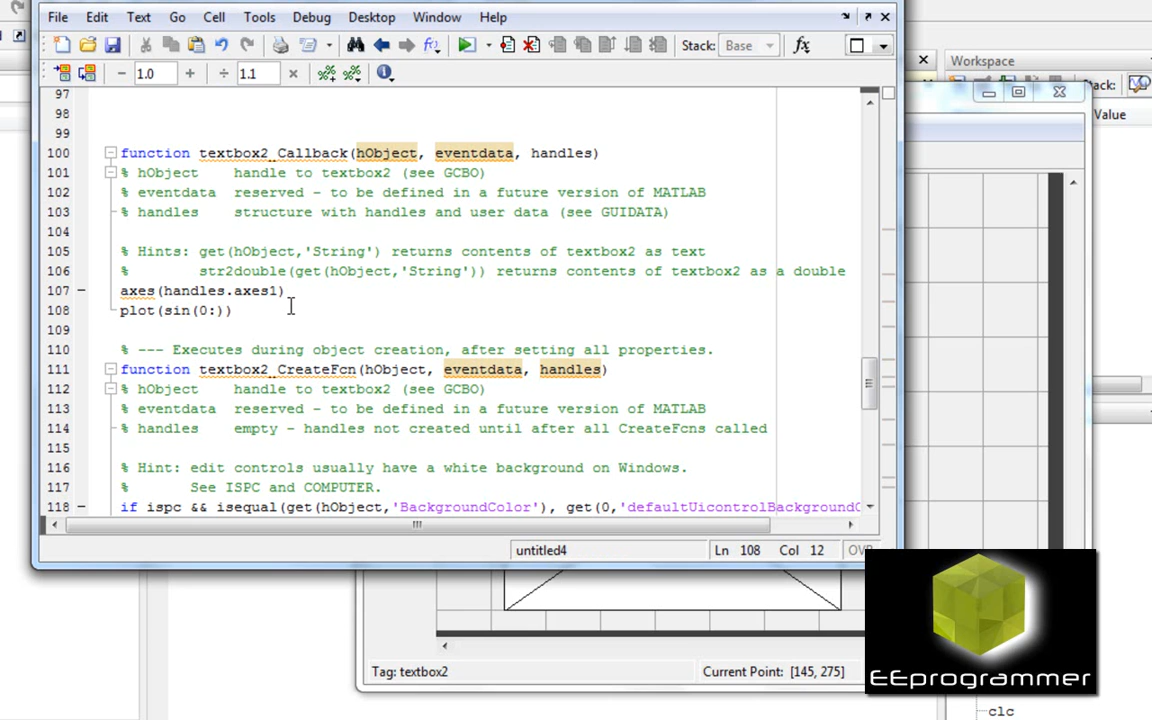 File Edit Text Go Cell Tools Debug Desktop Window Help
Stack: Base fx
1.0 1.1
97
98
99
100 function textbox2_Callback(hObject, eventdata, handles)
101 % hObject handle to textbox2 (see GCBO)
102 % eventdata reserved - to be defined in a future version of MATLAB
103 % handles structure with handles and user data (see GUIDATA)
104
105 % Hints: get(hObject,'String') returns contents of textbox2 as text
106 % str2double(get(hObject,'String')) returns contents of textbox2 as a double
107 axes(handles.axes1)
108 plot(sin(0:))
109
110 % --- Executes during object creation, after setting all properties.
111 function textbox2_CreateFcn(hObject, eventdata, handles)
112 % hObject handle to textbox2 (see GCBO)
113 % eventdata reserved - to be defined in a future version of MATLAB
114 % handles empty - handles not created until after all CreateFcns called
115
116 % Hint: edit controls usually have a white background on Windows.
117 % See ISPC and COMPUTER.
118 if ispc && isequal(get(hObject,'BackgroundColor'), get(0,'defaultUicontrolBackgroundC
untitled4 Ln 108 Col 12 OVR
Workspace
Stack:
Value
Tag: textbox2 Current Point: [145, 275]
EEprogrammer
clc